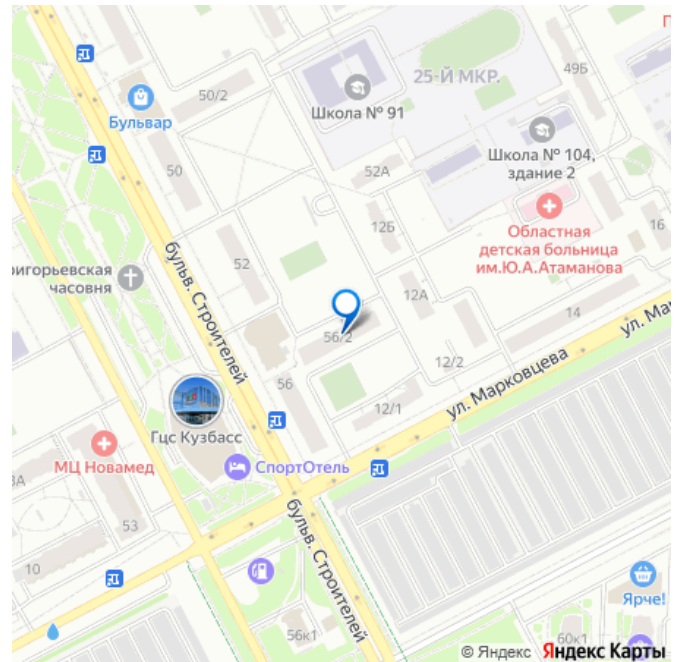 50/2
25-Й МКР.
49Б
Школа № 91
Бульвар
Школа № 104,
здание 2
50
52А
12Б
16
Областная
детская больница
им.Ю.А.Атаманова
52
ригорьевская
часовня
бульв. Строителей
12А
14
56/2
ул. Ма
12/2
ул. Марковцева
56
12/1
Гцс Кузбасс
МЦ Новамед
СпортОтель
3А
53
бульв. Строителей
10
Ярче!
56к1
60к1
© Яндекс Яндекс Карты